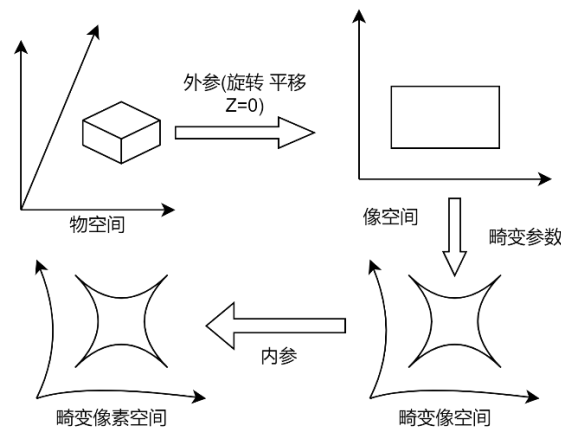 外参(旋转 平移
Z=0)
物空间
像空间
畸变参数
内参
畸变像素空间
畸变像空间